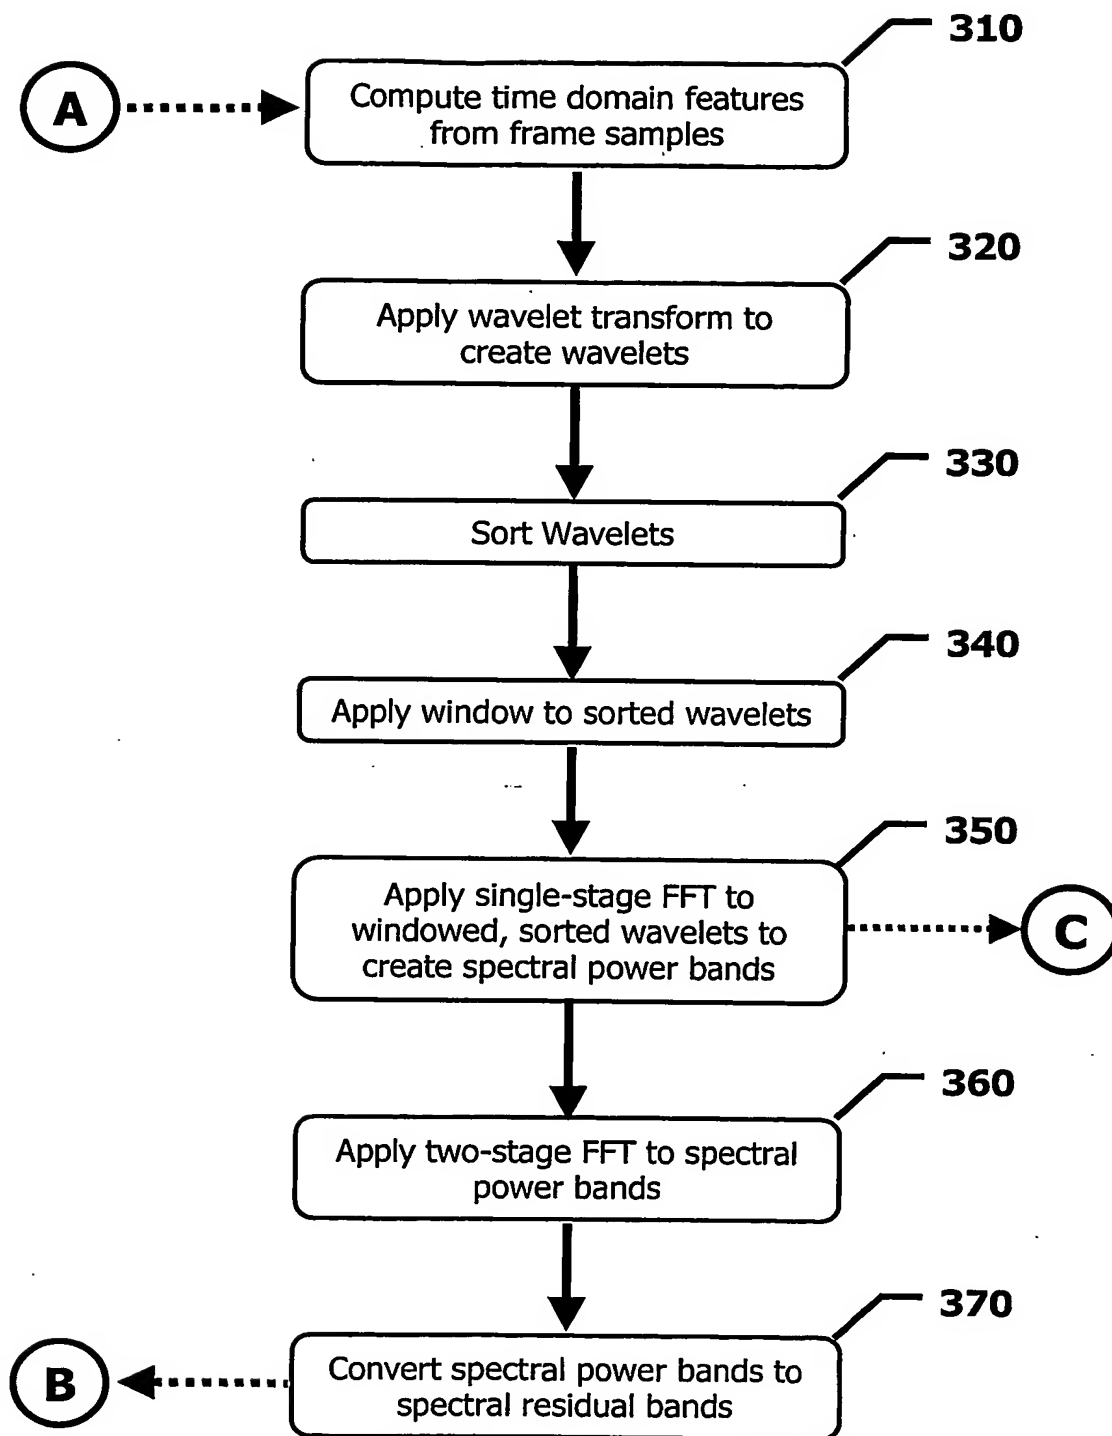 310
A
Compute time domain features
from frame samples
320
Apply wavelet transform to
create wavelets
330
Sort Wavelets
340
Apply window to sorted wavelets
350
Apply single-stage FFT to
windowed, sorted wavelets to
create spectral power bands
C
360
Apply two-stage FFT to spectral
power bands
370
B
Convert spectral power bands to
spectral residual bands